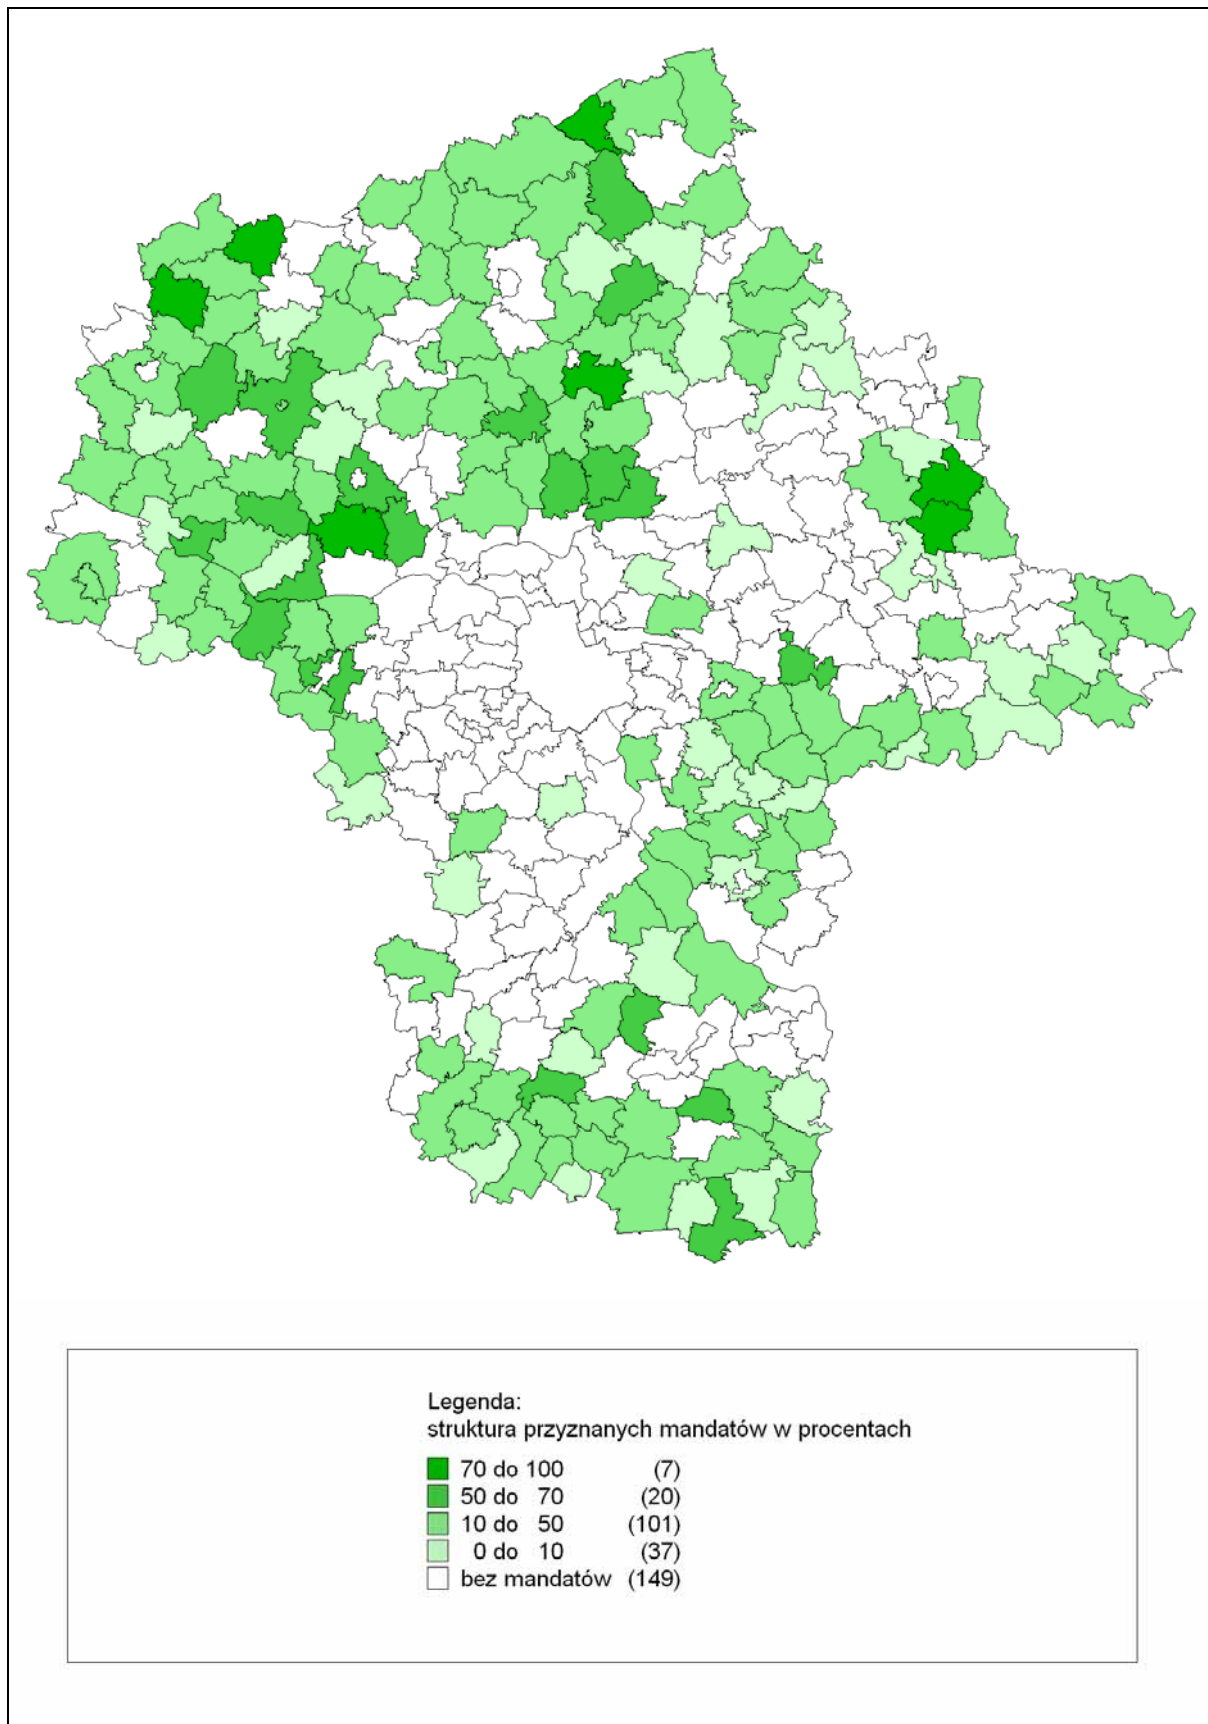 Legenda:
struktura przyznanych mandatów w procentach
70 do 100 (7)
50 do 70 (20)
10 do 50 (101)
0 do 10 (37)
bez mandatów (149)